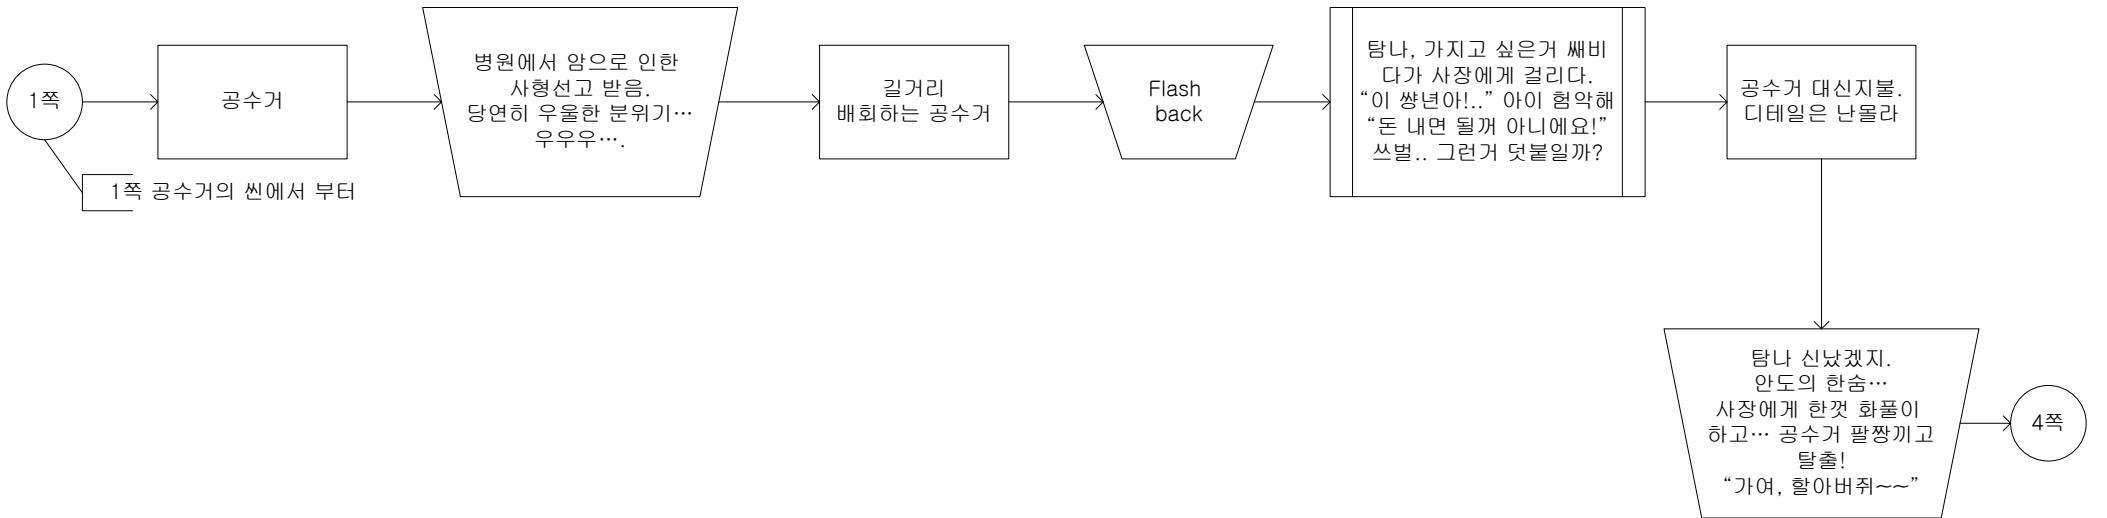 1쪽
1쪽 공수거의 씬에서 부터
공수거
병원에서 암으로 인한
사형선고 받음.
당연히 우울한 분위기…
우우우….
길거리
배회하는 공수거
Flash
back
탐나, 가지고 싶은거 쌔비
다가 사장에게 걸리다.
“이 썅년아!..” 아이 험악해
“돈 내면 될꺼 아니에요!”
쓰벌.. 그런거 덧붙일까?
공수거 대신지불.
디테일은 난몰라
탐나 신났겠지.
안도의 한숨…
사장에게 한껏 화풀이
하고… 공수거 팔짱끼고
탈출!
“가여, 할아버쥐~~”
4쪽